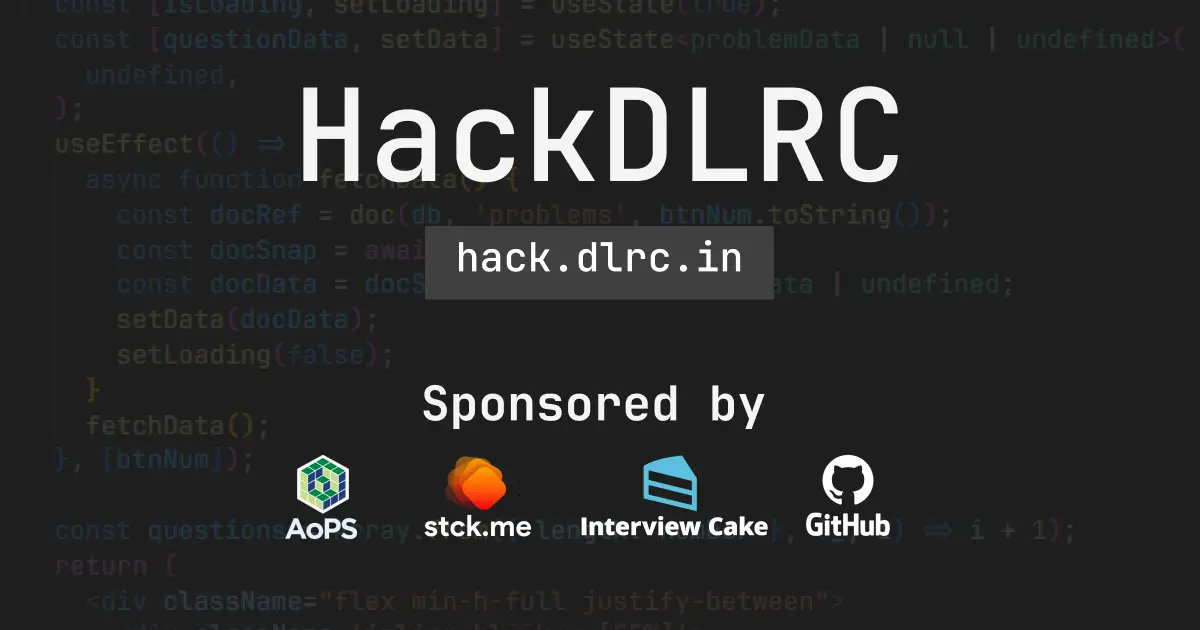 const [isLoading, setLoading] = useState(true);
const [questionData, setData] = useState<problemData | null | undefined>(
undefined,
);
useEffect(() =>
HackDLRC
async function fetchData() {
const docRef = doc(db, 'problems', btnNum.toString());
const docSnap = awai
hack.dlrc.in
const docData = docS ata | undefined;
setData(docData);
setLoading(false);
}
fetchData();
}, [btnNum]);
Sponsored by
AoPS
stck.me
Interview Cake
GitHub
const questions => i + 1);
return (
<div className="flex min-h-full justify-between">